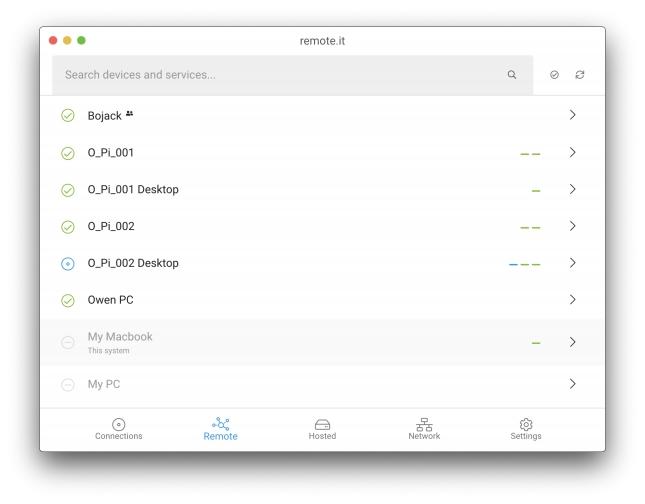 remote.it
Search devices and services...
Bojack
O_Pi_001
O_Pi_001 Desktop
O_Pi_002
O_Pi_002 Desktop
Owen PC
My Macbook
This system
My PC
Connections
Remote
Hosted
Network
Settings